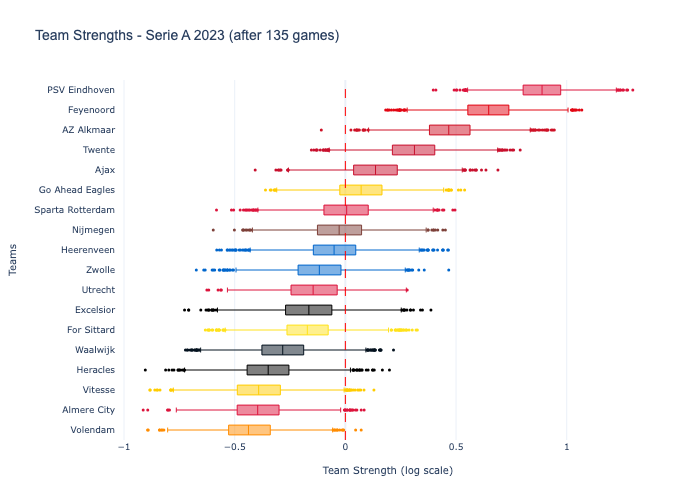 Team Strengths - Serie A 2023 (after 135 games)
PSV Eindhoven
Feyenoord
AZ Alkmaar
Twente
Ajax
Go Ahead Eagles
Sparta Rotterdam
Nijmegen
Heerenveen
Zwolle
Utrecht
Excelsior
For Sittard
Waalwijk
Heracles
Vitesse
Almere City
Volendam
Teams
−1 −0.5 0 0.5 1
Team Strength (log scale)